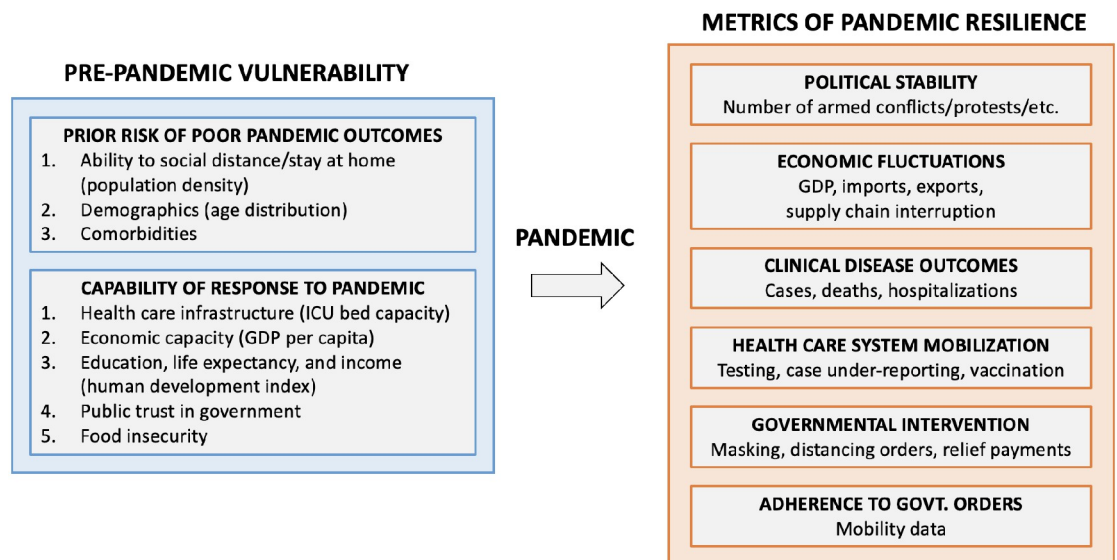 PRE-PANDEMIC VULNERABILITY
PRIOR RISK OF POOR PANDEMIC OUTCOMES
1. Ability to social distance/stay at home
(population density)
2. Demographics (age distribution)
3. Comorbidities
CAPABILITY OF RESPONSE TO PANDEMIC
1. Health care infrastructure (ICU bed capacity)
2. Economic capacity (GDP per capita)
3. Education, life expectancy, and income
(human development index)
4. Public trust in government
5. Food insecurity
PANDEMIC
METRICS OF PANDEMIC RESILIENCE
POLITICAL STABILITY
Number of armed conflicts/protests/etc.
ECONOMIC FLUCTUATIONS
GDP, imports, exports,
supply chain interruption
CLINICAL DISEASE OUTCOMES
Cases, deaths, hospitalizations
HEALTH CARE SYSTEM MOBILIZATION
Testing, case under-reporting, vaccination
GOVERNMENTAL INTERVENTION
Masking, distancing orders, relief payments
ADHERENCE TO GOVT. ORDERS
Mobility data